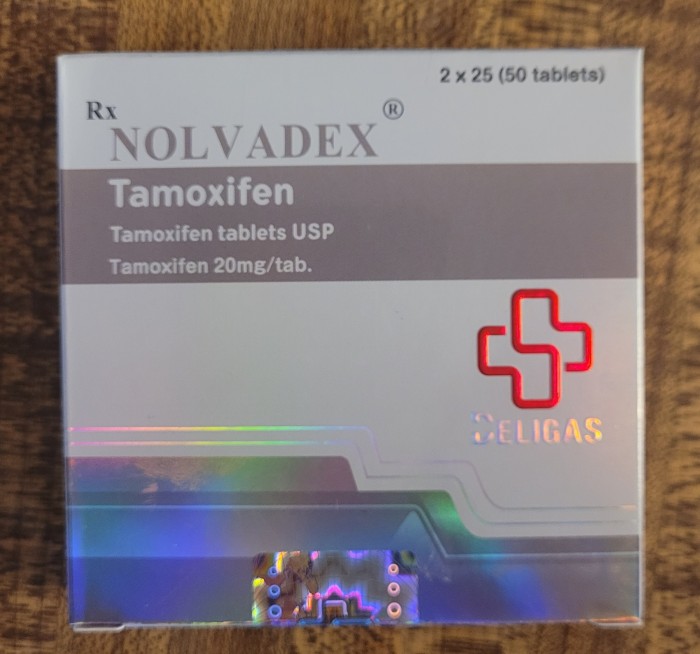 2 x 25 (50 tablets)
Rx
NOLVADEX®
Tamoxifen
Tamoxifen tablets USP
Tamoxifen 20mg/tab.
BELIGAS